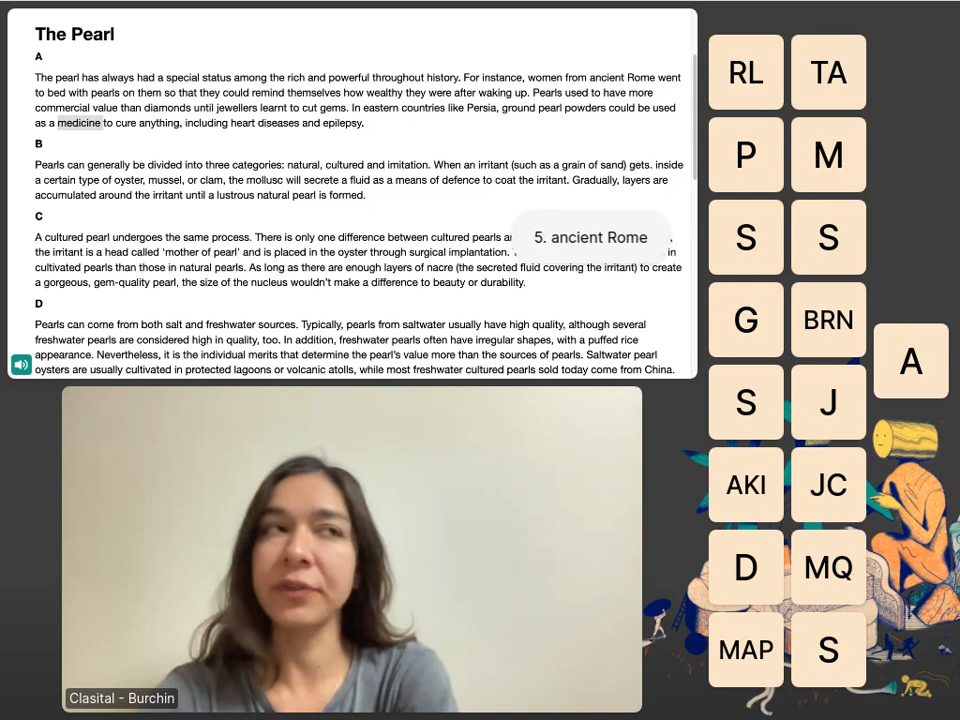 The Pearl
A
The pearl has always had a special status among the rich and powerful throughout history. For instance, women from ancient Rome went
to bed with pearls on them so that they could remind themselves how wealthy they were after waking up. Pearls used to have more
commercial value than diamonds until jewellers learnt to cut gems. In eastern countries like Persia, ground pearl powders could be used
as a medicine to cure anything, including heart diseases and epilepsy.
B
Pearls can generally be divided into three categories: natural, cultured and imitation. When an irritant (such as a grain of sand) gets. inside
a certain type of oyster, mussel, or clam, the mollusc will secrete a fluid as a means of defence to coat the irritant. Gradually, layers are
accumulated around the irritant until a lustrous natural pearl is formed.
C
A cultured pearl undergoes the same process. There is only one difference between cultured pearls
the irritant is a head called 'mother of pearl' and is placed in the oyster through surgical implantation. in
cultivated pearls than those in natural pearls. As long as there are enough layers of nacre (the secreted fluid covering the irritant) to create
a gorgeous, gem-quality pearl, the size of the nucleus wouldn't make a difference to beauty or durability.
5. ancient Rome
D
Pearls can come from both salt and freshwater sources. Typically, pearls from saltwater usually have high quality, although several
freshwater pearls are considered high in quality, too. In addition, freshwater pearls often have irregular shapes, with a puffed rice
appearance. Nevertheless, it is the individual merits that determine the pearl's value more than the sources of pearls. Saltwater pearl
oysters are usually cultivated in protected lagoons or volcanic atolls, while most freshwater cultured pearls sold today come from China.
Clasital - Burchin
RL TA
P M
S S
G BRN
A
S J
AKI JC
D MQ
MAP S